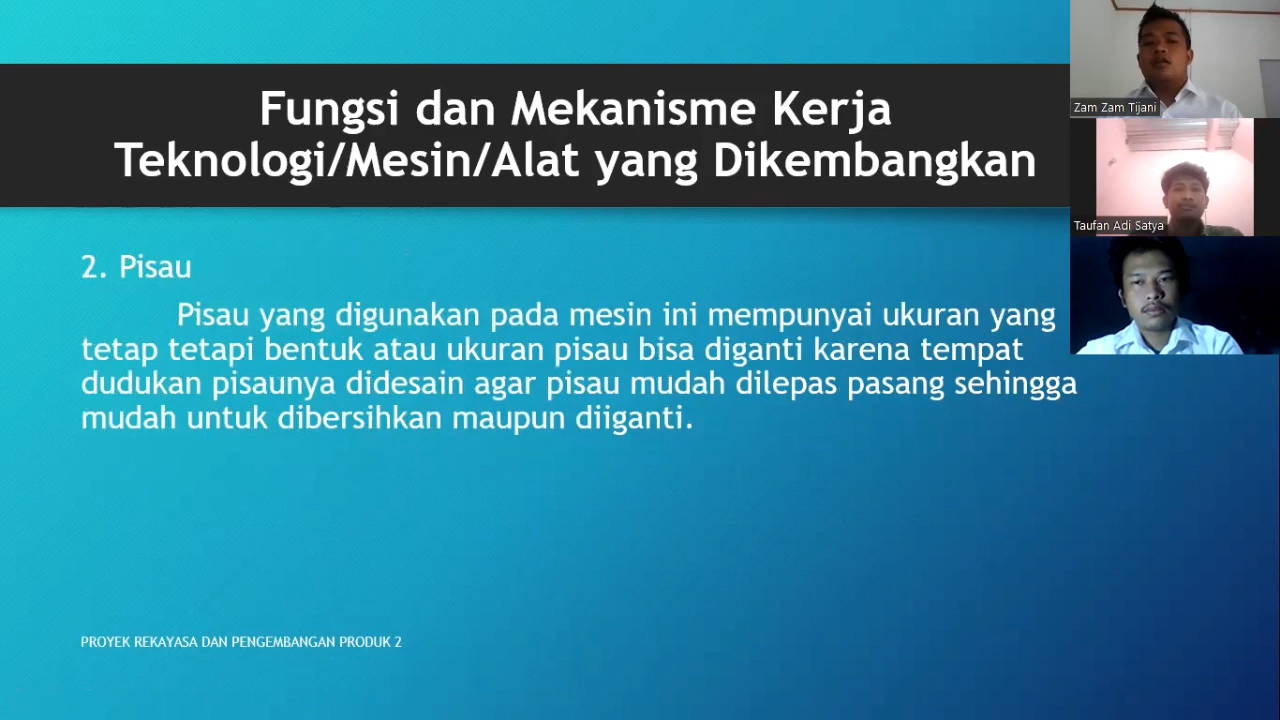 Fungsi dan Mekanisme Kerja
Teknologi/Mesin/Alat yang Dikembangkan
2. Pisau
Pisau yang digunakan pada mesin ini mempunyai ukuran yang
tetap tetapi bentuk atau ukuran pisau bisa diganti karena tempat
dudukan pisaunya didesain agar pisau mudah dilepas pasang sehingga
mudah untuk dibersihkan maupun diiganti.
PROYEK REKAYASA DAN PENGEMBANGAN PRODUK 2
Zam Zam Tijani
Taufan Adi Satya